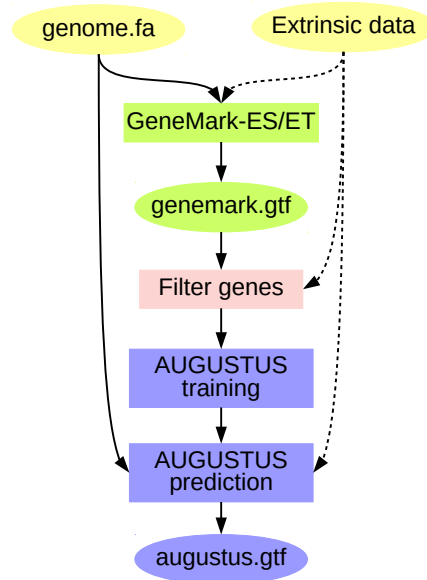 genome.fa
Extrinsic data
GeneMark-ES/ET
genemark.gtf
Filter genes
AUGUSTUS
training
AUGUSTUS
prediction
augustus.gtf